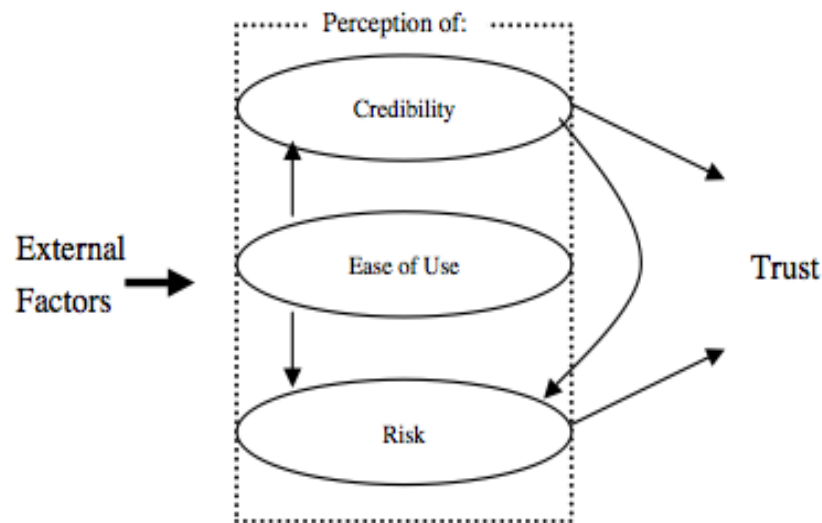 Perception of:
Credibility
Ease of Use
Risk
External
Factors
Trust